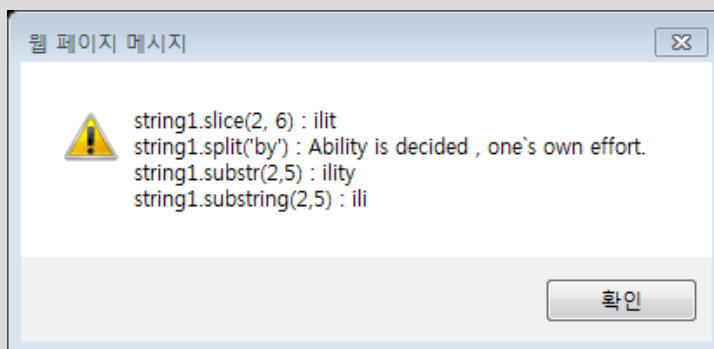 웹 페이지 메시지
string1.slice(2, 6) : ilit
string1.split('by') : Ability is decided , one`s own effort.
string1.substr(2,5) : ility
string1.substring(2,5) : ili
확인